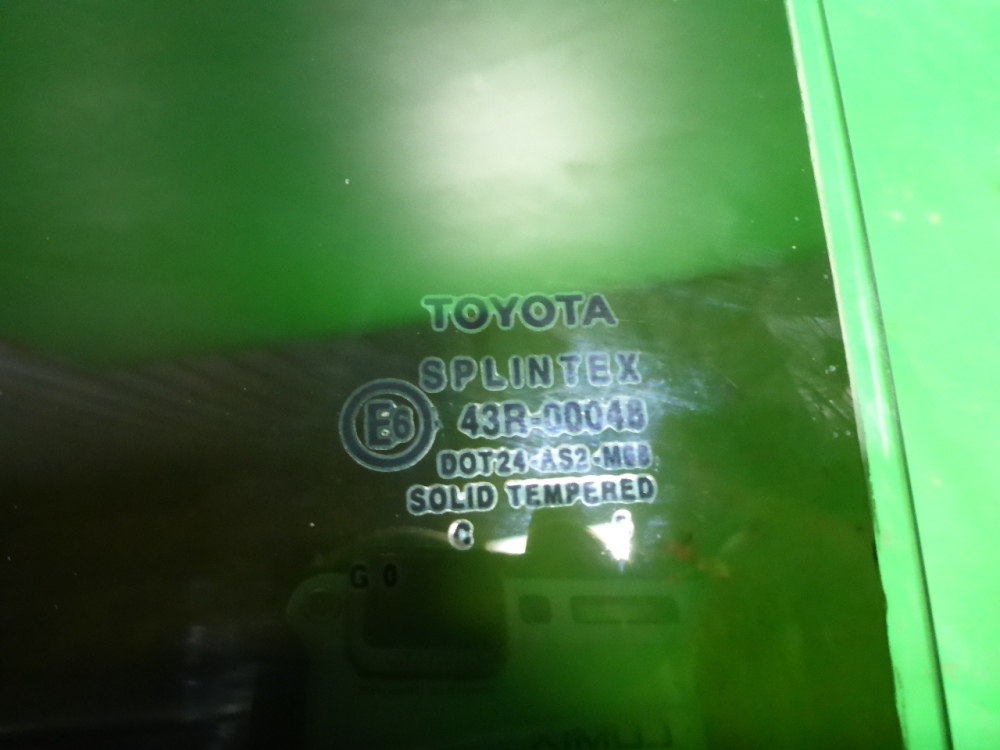 TOYOTA
SPLINTEX
E6 43R-00048
DOT24-AS2-M68
SOLID TEMPERED
C
G 0